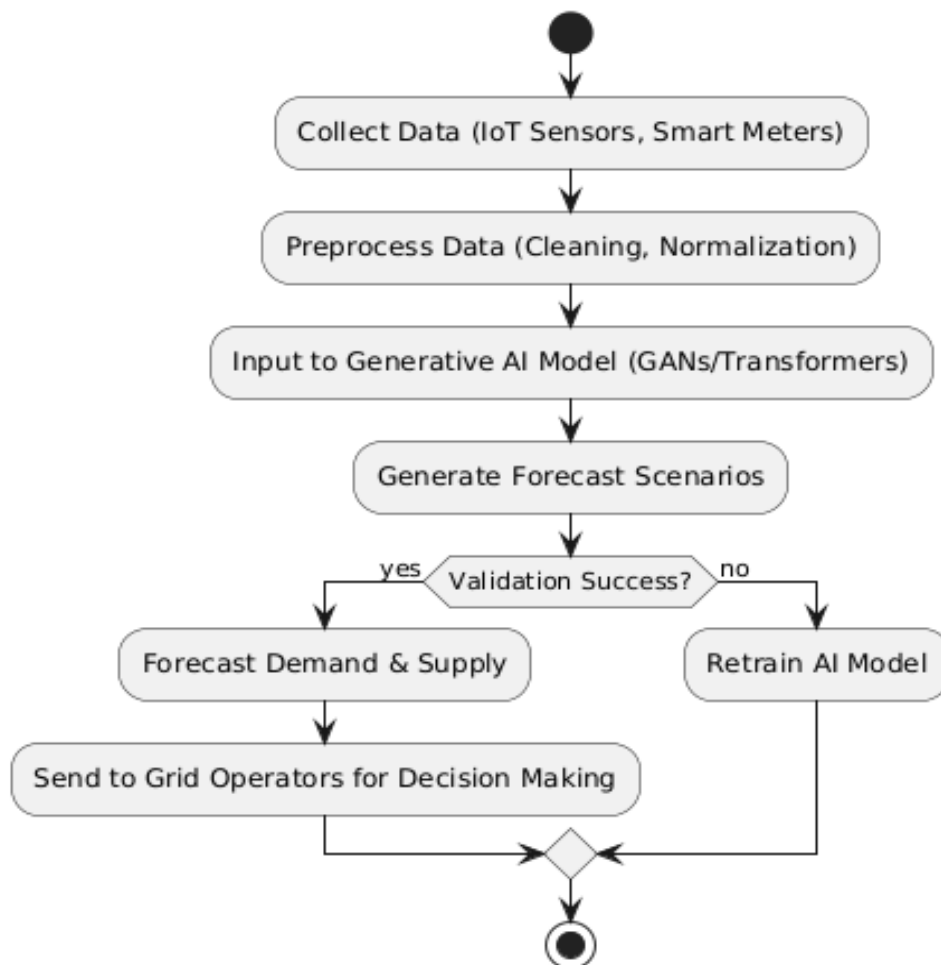 Collect Data (IoT Sensors, Smart Meters)
Preprocess Data (Cleaning, Normalization)
Input to Generative AI Model (GANs/Transformers)
Generate Forecast Scenarios
yes
Validation Success?
no
Forecast Demand & Supply
Retrain AI Model
Send to Grid Operators for Decision Making